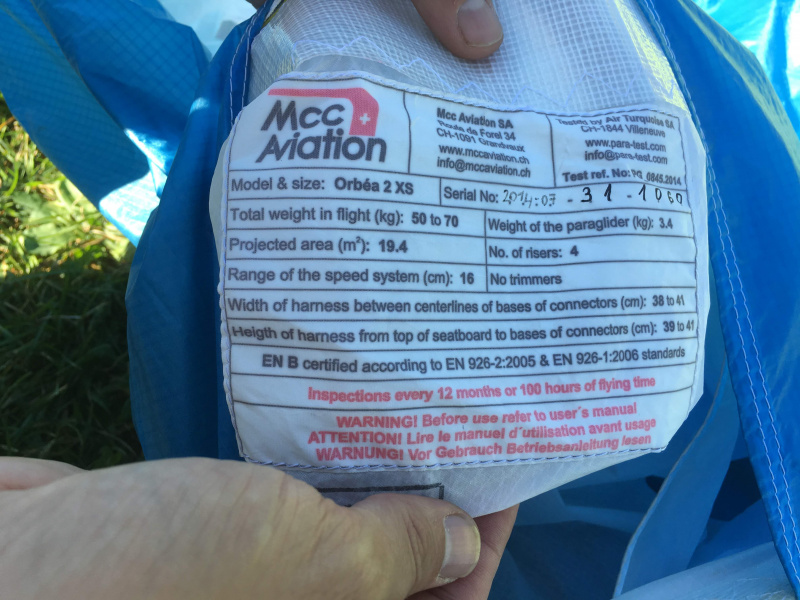 Mcc
Aviation
Mcc Aviation SA
Route de Forel 34
CH-1091 Grandvaux
www.mccaviation.ch
info@mccaviation.ch
Tested by Air Turquoise SA
CH-1844 Villeneuve
www.para-test.com
info@para-test.com
Test ref. No: PG_0845.2014
Model & size: Orbéa 2 XS
Serial No: 2014:07 - 31 - 1060
Total weight in flight (kg): 50 to 70
Weight of the paraglider (kg): 3.4
Projected area (m²): 19.4
No. of risers: 4
Range of the speed system (cm): 16
No trimmers
Width of harness between centerlines of bases of connectors (cm): 38 to 41
Heigth of harness from top of seatboard to bases of connectors (cm): 39 to 41
EN B certified according to EN 926-2:2005 & EN 926-1:2006 standards
Inspections every 12 months or 100 hours of flying time
WARNING! Before use refer to user´s manual
ATTENTION! Lire le manuel d´utilisation avant usage
WARNUNG! Vor Gebrauch Betriebsanleitung lesen